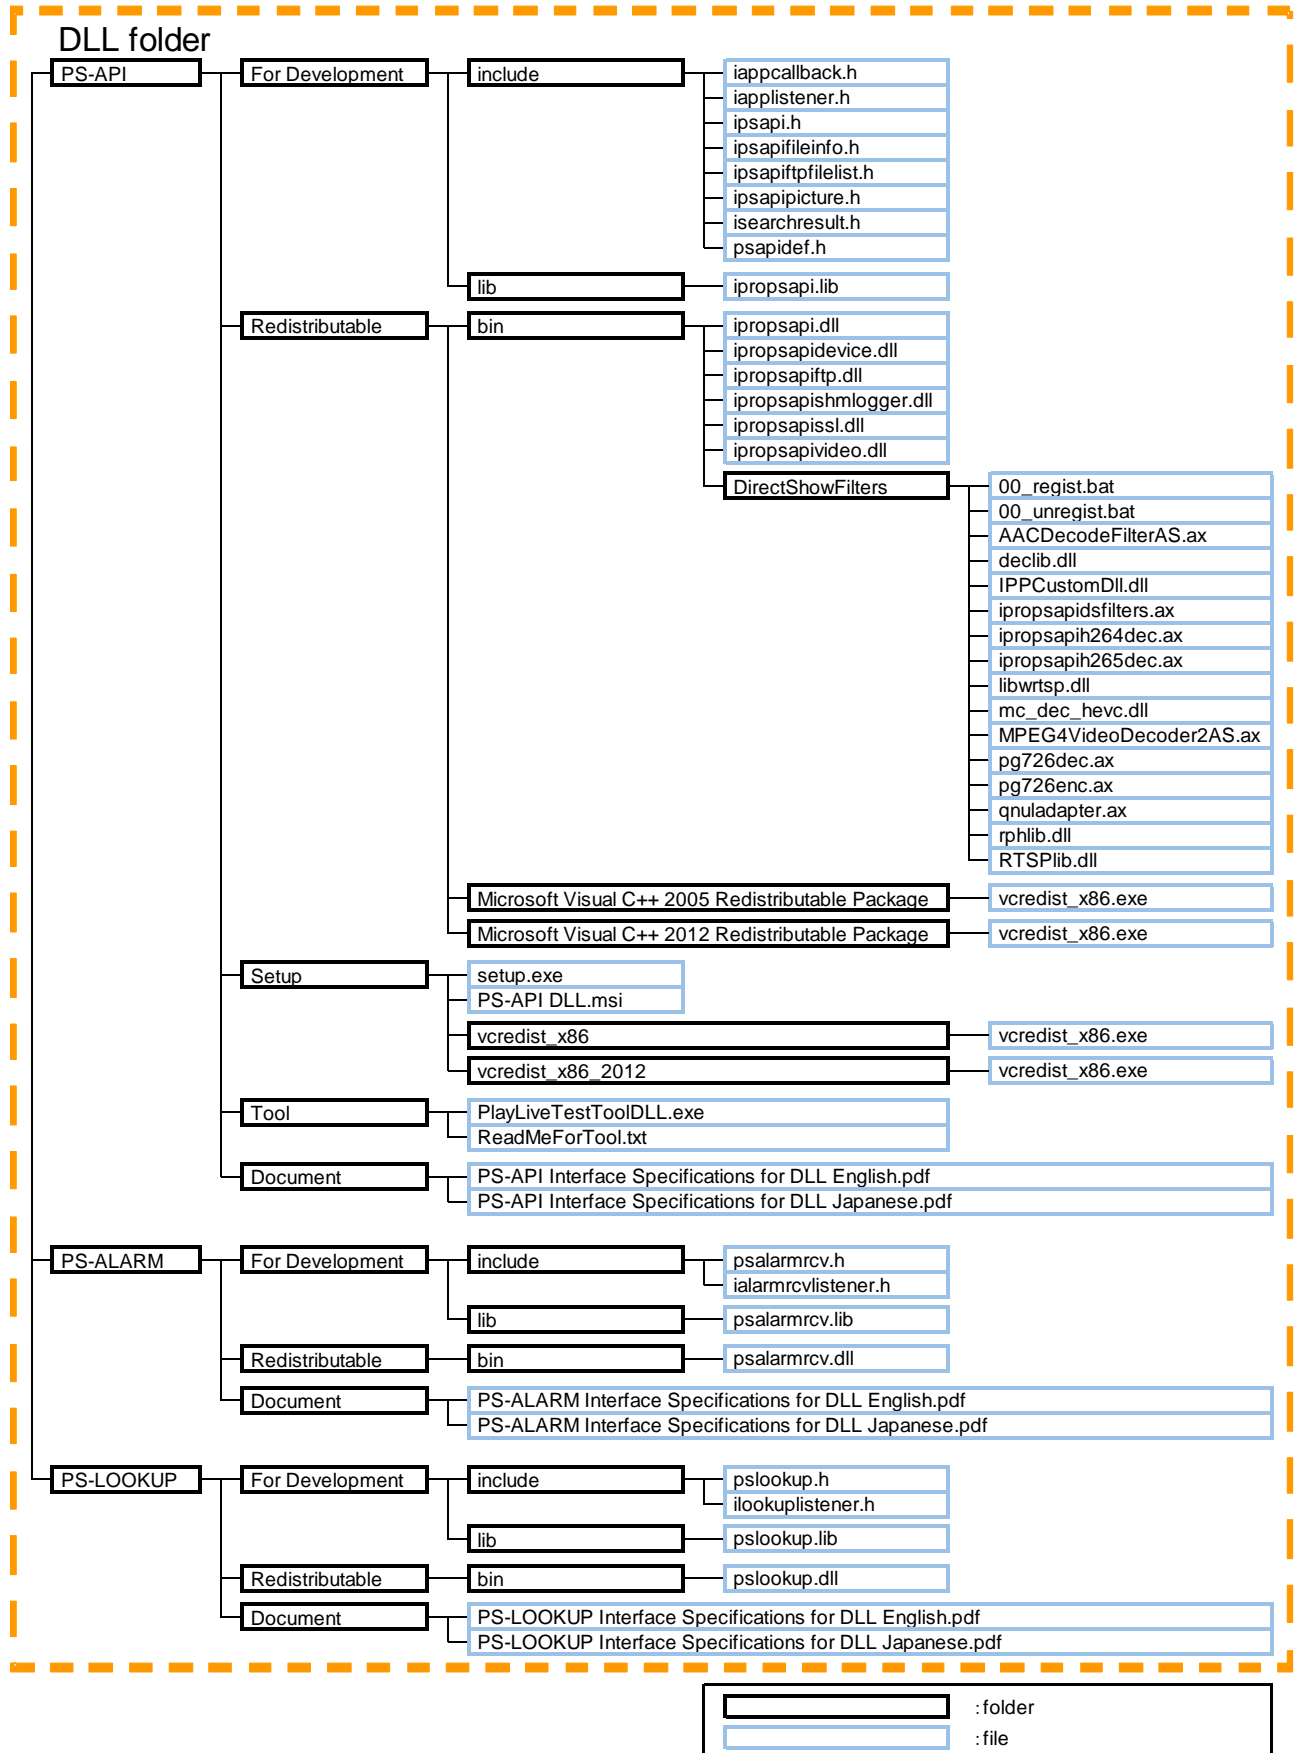 DLL folder
PS-API For Development include iappcallback.h
iapplistener.h
ipsapi.h
ipsapifileinfo.h
ipsapiftpfilelist.h
ipsapipicture.h
isearchresult.h
psapidef.h
lib ipropsapi.lib
Redistributable bin ipropsapi.dll
ipropsapidevice.dll
ipropsapiftp.dll
ipropsapishmlogger.dll
ipropsapissl.dll
ipropsapivideo.dll
DirectShowFilters 00_regist.bat
00_unregist.bat
AACDecodeFilterAS.ax
declib.dll
IPPCustomDll.dll
ipropsapidsfilters.ax
ipropsapih264dec.ax
ipropsapih265dec.ax
libwrtsp.dll
mc_dec_hevc.dll
MPEG4VideoDecoder2AS.ax
pg726dec.ax
pg726enc.ax
qnuladapter.ax
rphlib.dll
RTSPlib.dll
Microsoft Visual C++ 2005 Redistributable Package vcredist_x86.exe
Microsoft Visual C++ 2012 Redistributable Package vcredist_x86.exe
Setup setup.exe
PS-API DLL.msi
vcredist_x86 vcredist_x86.exe
vcredist_x86_2012 vcredist_x86.exe
Tool PlayLiveTestToolDLL.exe
ReadMeForTool.txt
Document PS-API Interface Specifications for DLL English.pdf
PS-API Interface Specifications for DLL Japanese.pdf
PS-ALARM For Development include psalarmrcv.h
ialarmrcvlistener.h
lib psalarmrcv.lib
Redistributable bin psalarmrcv.dll
Document PS-ALARM Interface Specifications for DLL English.pdf
PS-ALARM Interface Specifications for DLL Japanese.pdf
PS-LOOKUP For Development include pslookup.h
ilookuplistener.h
lib pslookup.lib
Redistributable bin pslookup.dll
Document PS-LOOKUP Interface Specifications for DLL English.pdf
PS-LOOKUP Interface Specifications for DLL Japanese.pdf
:folder
:file